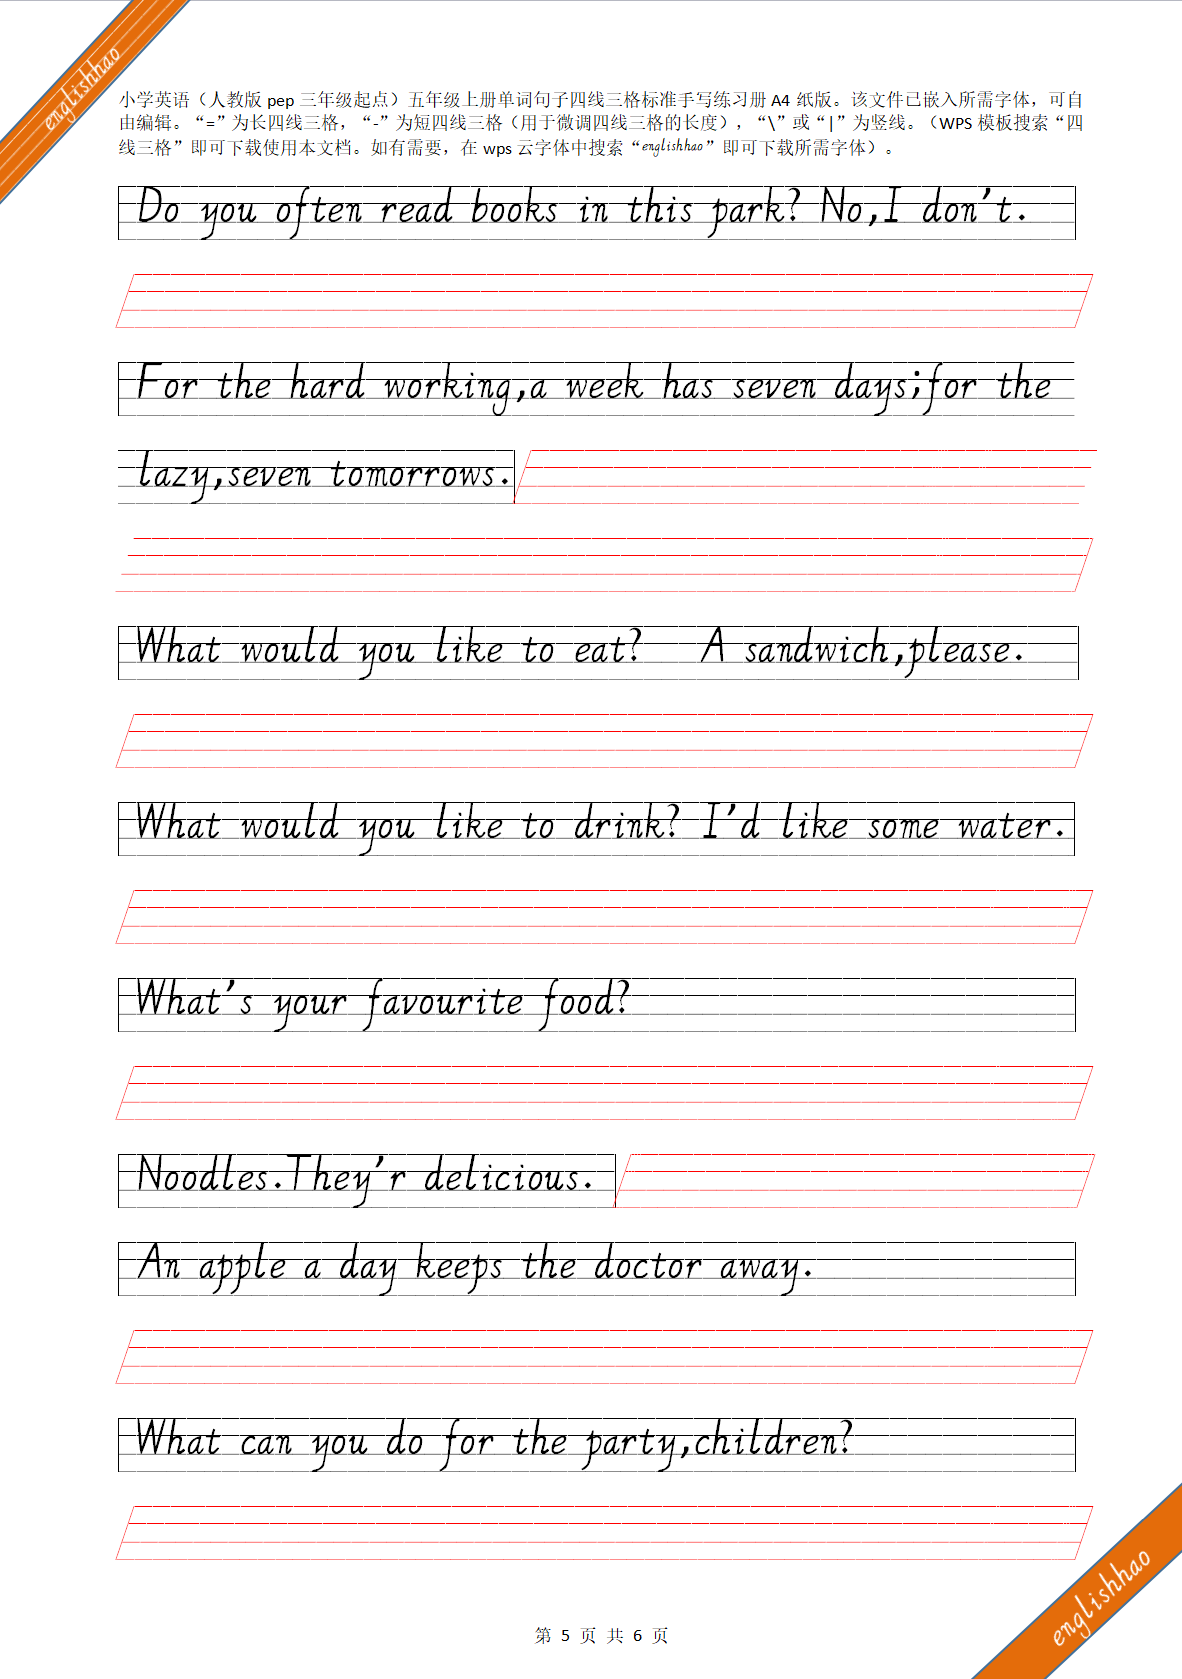 englishhao
小学英语（人教版 pep 三年级起点）五年级上册单词句子四线三格标准手写练习册 A4 纸版。该文件已嵌入所需字体，可自
由编辑。“=”为长四线三格，“-”为短四线三格（用于微调四线三格的长度），“\”或“|”为竖线。（WPS 模板搜索“四
线三格”即可下载使用本文档。如有需要，在 wps 云字体中搜索“englishhao”即可下载所需字体）。
Do you often read books in this park? No,I don't.
For the hard working,a week has seven days;for the
lazy,seven tomorrows.
What would you like to eat? A sandwich,please.
What would you like to drink? I'd like some water.
What's your favourite food?
Noodles.They'r delicious.
An apple a day keeps the doctor away.
What can you do for the party,children?
englishhao
第 5 页 共 6 页